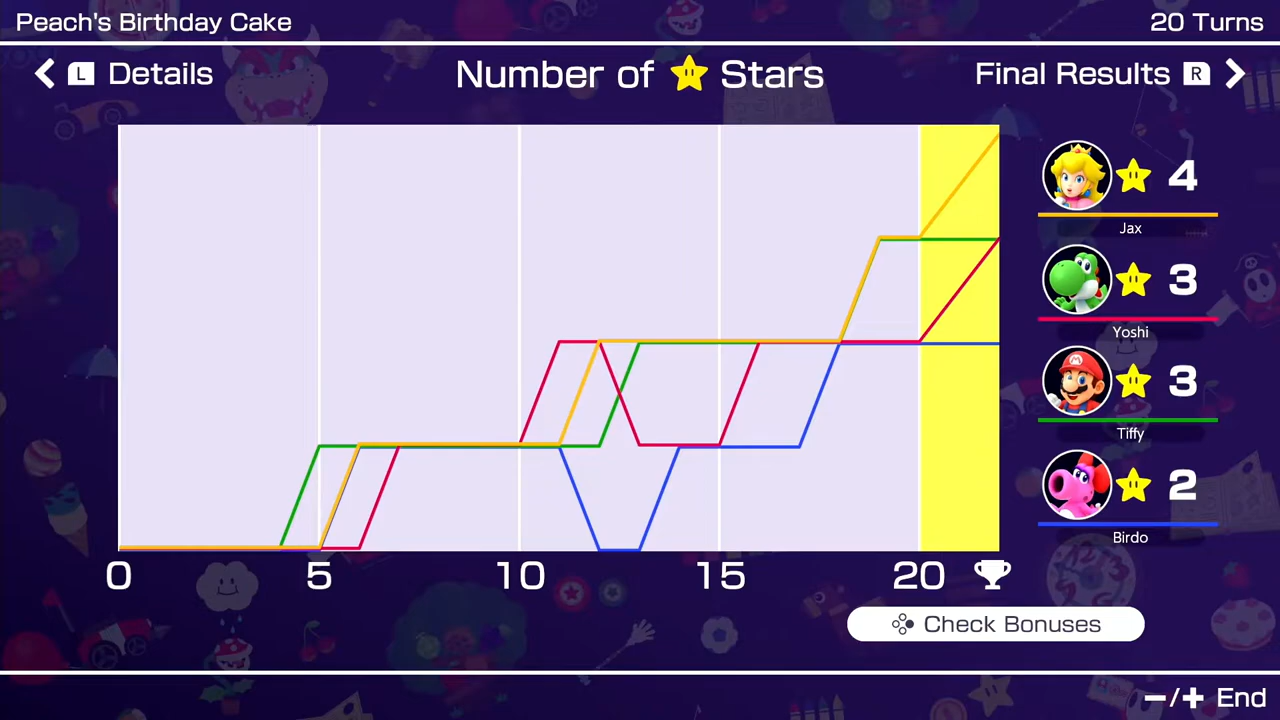 Peach's Birthday Cake
20 Turns
L Details
Number of Stars
Final Results R
4
Jax
3
Yoshi
3
Tiffy
2
Birdo
0 5 10 15 20
Check Bonuses
−/+ End